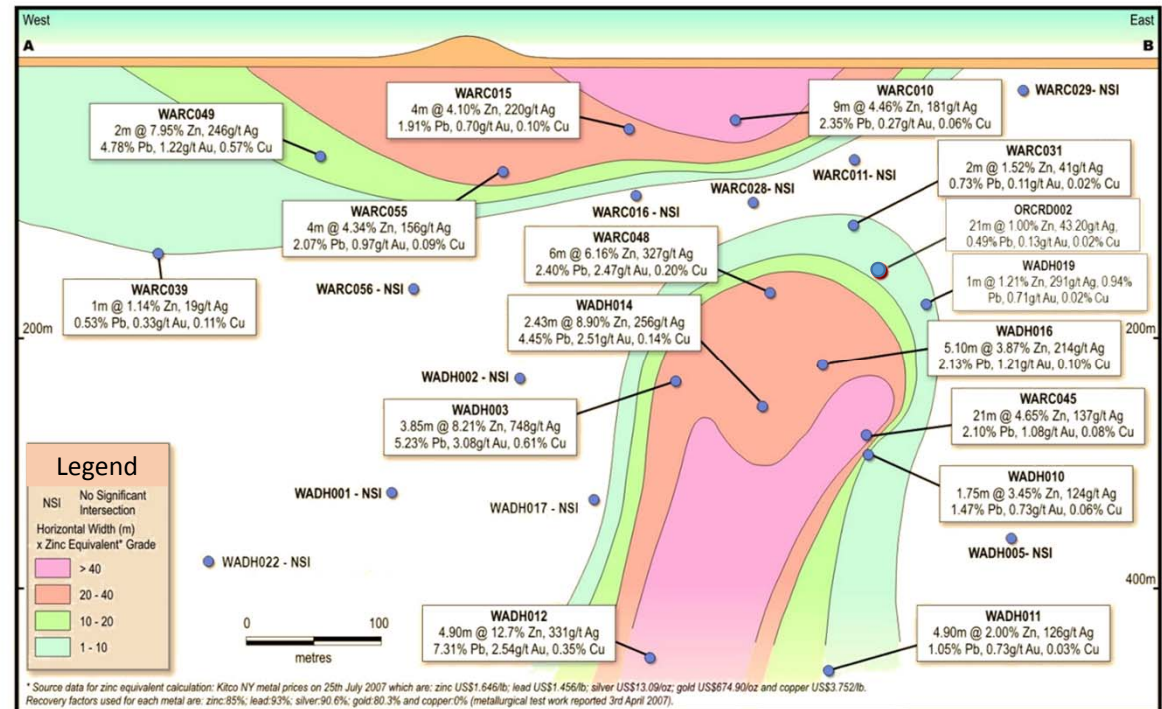 West
East
A
B
WARC015
4m @ 4.10% Zn, 220g/t Ag
1.91% Pb, 0.70g/t Au, 0.10% Cu
WARC010
9m @ 4.46% Zn, 181g/t Ag
2.35% Pb, 0.27g/t Au, 0.06% Cu
WARC029- NSI
WARC049
2m @ 7.95% Zn, 246g/t Ag
4.78% Pb, 1.22g/t Au, 0.57% Cu
WARC031
2m @ 1.52% Zn, 41g/t Ag
0.73% Pb, 0.11g/t Au, 0.02% Cu
WARC011- NSI
WARC028- NSI
WARC016 - NSI
WARC055
4m @ 4.34% Zn, 156g/t Ag
2.07% Pb, 0.97g/t Au, 0.09% Cu
ORCRD002
21m @ 1.00% Zn, 43.20g/t Ag,
0.49% Pb, 0.13g/t Au, 0.02% Cu
WARC048
6m @ 6.16% Zn, 327g/t Ag
2.40% Pb, 2.47g/t Au, 0.20% Cu
WADH019
1m @ 1.21% Zn, 291g/t Ag, 0.94%
Pb, 0.71g/t Au, 0.02% Cu
WARC039
1m @ 1.14% Zn, 19g/t Ag
0.53% Pb, 0.33g/t Au, 0.11% Cu
WARC056 - NSI
WADH014
2.43m @ 8.90% Zn, 256g/t Ag
4.45% Pb, 2.51g/t Au, 0.14% Cu
200m
200m
WADH016
5.10m @ 3.87% Zn, 214g/t Ag
2.13% Pb, 1.21g/t Au, 0.10% Cu
WADH002 - NSI
WADH003
3.85m @ 8.21% Zn, 748g/t Ag
5.23% Pb, 3.08g/t Au, 0.61% Cu
WARC045
21m @ 4.65% Zn, 137g/t Ag
2.10% Pb, 1.08g/t Au, 0.08% Cu
WADH010
1.75m @ 3.45% Zn, 124g/t Ag
1.47% Pb, 0.73g/t Au, 0.06% Cu
WADH001 - NSI
WADH017 - NSI
WADH005- NSI
WADH022 - NSI
400m
Legend
NSI No Significant
Intersection
Horizontal Width (m)
x Zinc Equivalent* Grade
> 40
20 - 40
10 - 20
1 - 10
0 100
metres
WADH012
4.90m @ 12.7% Zn, 331g/t Ag
7.31% Pb, 2.54g/t Au, 0.35% Cu
WADH011
4.90m @ 2.00% Zn, 126g/t Ag
1.05% Pb, 0.73g/t Au, 0.03% Cu
* Source data for zinc equivalent calculation: Kitco NY metal prices on 25th July 2007 which are: zinc US$1.646/lb; lead US$1.456/lb; silver US$13.09/oz; gold US$674.90/oz and copper US$3.752/lb.
Recovery factors used for each metal are: zinc:85%; lead:93%; silver:90.6%; gold:80.3% and copper:0% (metallurgical test work reported 3rd April 2007).